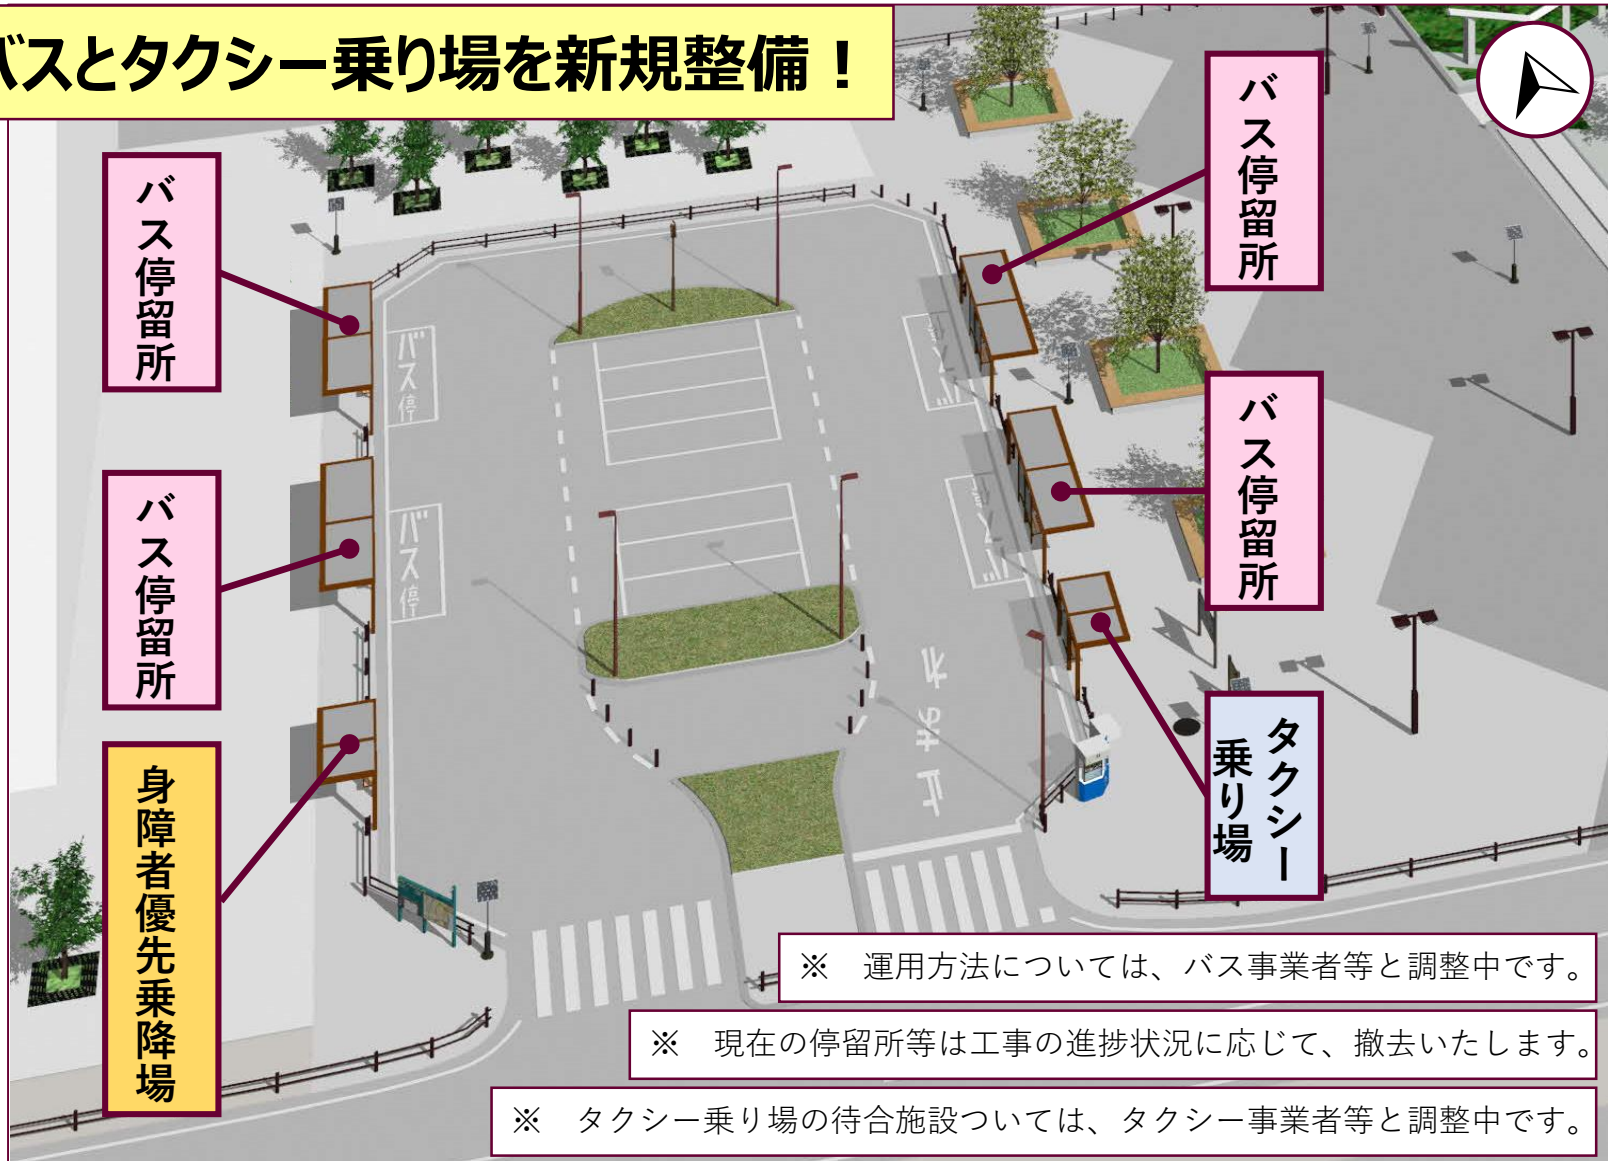 バスとタクシー乗り場を新規整備！
バス停留所
バス停留所
身障者優先乗降場
バス停留所
バス停留所
タクシー
乗り場
バス停
バス停
バス
バス
止まれ
※　運用方法については、バス事業者等と調整中です。
※　現在の停留所等は工事の進捗状況に応じて、撤去いたします。
※　タクシー乗り場の待合施設ついては、タクシー事業者等と調整中です。